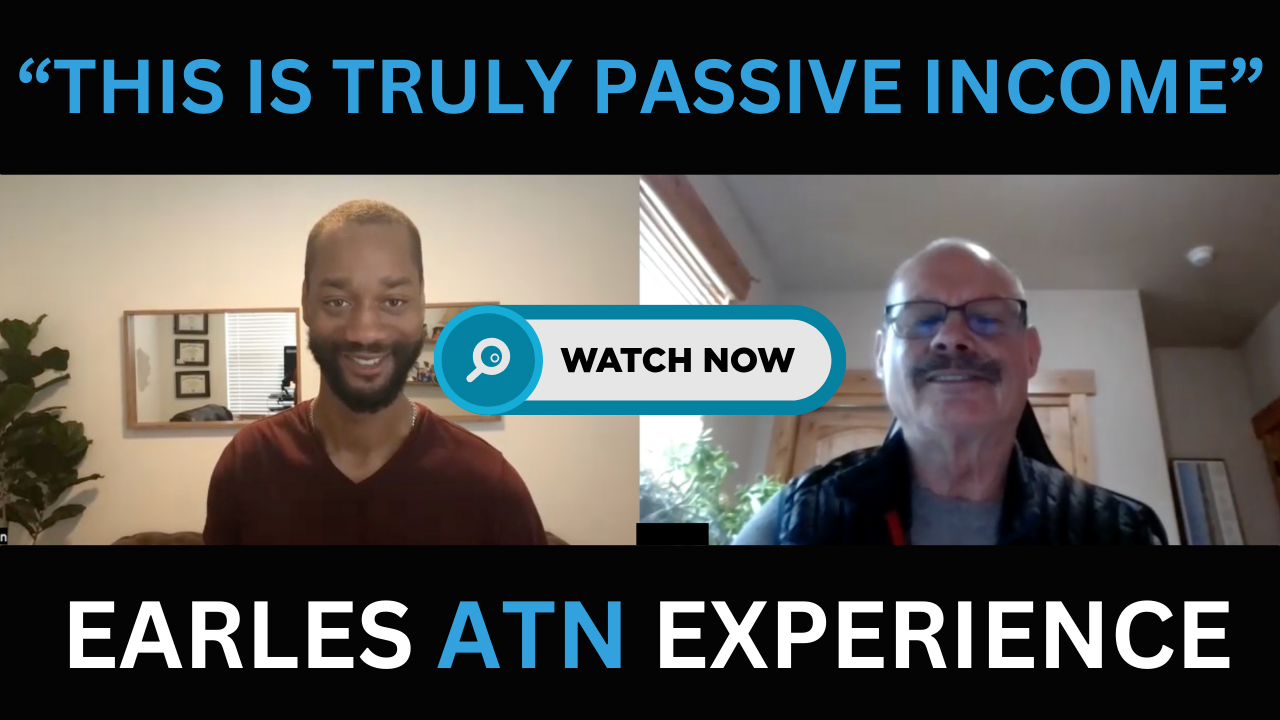 “THIS IS TRULY PASSIVE INCOME”
WATCH NOW
n
EARLES ATN EXPERIENCE